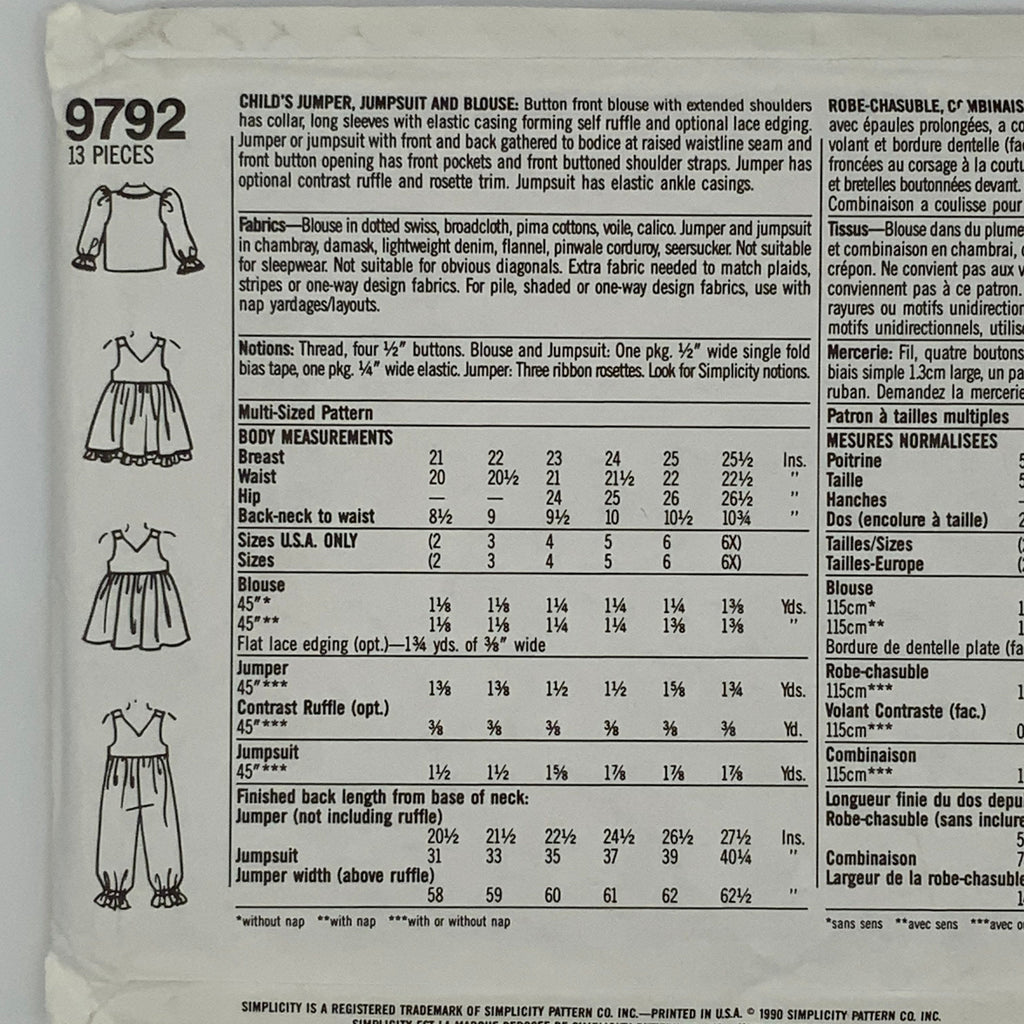 9792
13 PIECES
CHILD'S JUMPER, JUMPSUIT AND BLOUSE: Button front blouse with extended shoulders
has collar, long sleeves with elastic casing forming self ruffle and optional lace edging.
Jumper or jumpsuit with front and back gathered to bodice at raised waistline seam and
front button opening has front pockets and front buttoned shoulder straps. Jumper has
optional contrast ruffle and rosette trim. Jumpsuit has elastic ankle casings.
Fabrics—Blouse in dotted swiss, broadcloth, pima cottons, voile, calico. Jumper and jumpsuit
in chambray, damask, lightweight denim, flannel, pinwale corduroy, seersucker. Not suitable
for sleepwear. Not suitable for obvious diagonals. Extra fabric needed to match plaids,
stripes or one-way design fabrics. For pile, shaded or one-way design fabrics, use with
nap yardages/layouts.
Notions: Thread, four ½" buttons. Blouse and Jumpsuit: One pkg. ½" wide single fold
bias tape, one pkg. ¼" wide elastic. Jumper: Three ribbon rosettes. Look for Simplicity notions.
Multi-Sized Pattern
BODY MEASUREMENTS
Breast 21 22 23 24 25 25½ Ins.
Waist 20 20½ 21 21½ 22 22½ "
Hip — — 24 25 26 26½ "
Back-neck to waist 8½ 9 9½ 10 10½ 10¾ "
Sizes U.S.A. ONLY (2 3 4 5 6 6X)
Sizes (2 3 4 5 6 6X)
Blouse
45"* 1⅛ 1⅛ 1¼ 1¼ 1¼ 1⅜ Yds.
45"** 1⅛ 1⅛ 1¼ 1¼ 1⅜ 1⅜ "
Flat lace edging (opt.)—1¾ yds. of ⅜" wide
Jumper
45"*** 1⅜ 1⅜ 1½ 1½ 1⅝ 1¾ Yds.
Contrast Ruffle (opt.)
45"*** ⅜ ⅜ ⅜ ⅜ ⅜ ⅜ Yd.
Jumpsuit
45"*** 1½ 1½ 1⅝ 1⅞ 1⅞ 1⅞ Yds.
Finished back length from base of neck:
Jumper (not including ruffle)
20½ 21½ 22½ 24½ 26½ 27½ Ins.
Jumpsuit 31 33 35 37 39 40¼ "
Jumper width (above ruffle)
58 59 60 61 62 62½ "
*without nap **with nap ***with or without nap
ROBE-CHASUBLE, C MBINAIS
avec épaules prolongées, a co
volant et bordure dentelle (fac
froncées au corsage à la coutu
et bretelles boutonnées devant.
Combinaison a coulisse pour
Tissus—Blouse dans du plume
et combinaison en chambrai,
crépon. Ne convient pas aux v
conviennent pas à ce patron.
rayures ou motifs unidirection
motifs unidirectionnels, utilise
Mercerie: Fil, quatre boutons
biais simple 1.3cm large, un pa
ruban. Demandez la mercerie
Patron à tailles multiples
MESURES NORMALISEES
Poitrine 5
Taille 5
Hanches -
Dos (encolure à taille) 2
Tailles/Sizes (
Tailles-Europe (
Blouse
115cm* 1
115cm** 1
Bordure de dentelle plate (fa
Robe-chasuble
115cm*** 1
Volant Contraste (fac.)
115cm*** 0
Combinaison
115cm*** 1
Longueur finie du dos depu
Robe-chasuble (sans inclure
5
Combinaison 7
Largeur de la robe-chasuble
1
*sans sens **avec sens ***avec o
SIMPLICITY IS A REGISTERED TRADEMARK OF SIMPLICITY PATTERN CO. INC.—PRINTED IN U.S.A. © 1990 SIMPLICITY PATTERN CO. INC.